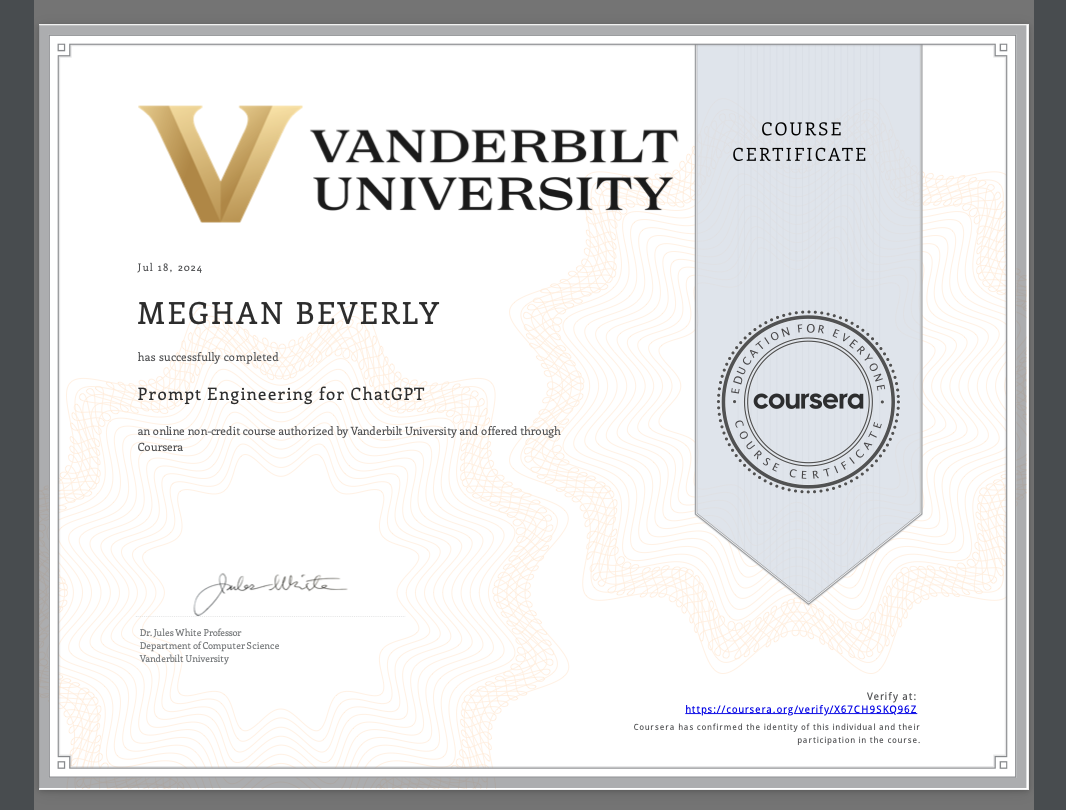 VANDERBILT
UNIVERSITY
COURSE
CERTIFICATE
Jul 18, 2024
MEGHAN BEVERLY
has successfully completed
Prompt Engineering for ChatGPT
an online non-credit course authorized by Vanderbilt University and offered through
Coursera
EDUCATION FOR EVERYONE
coursera
COURSE CERTIFICATE
Jules White
Dr. Jules White Professor
Department of Computer Science
Vanderbilt University
Verify at:
https://coursera.org/verify/X67CH9SKQ96Z
Coursera has confirmed the identity of this individual and their
participation in the course.